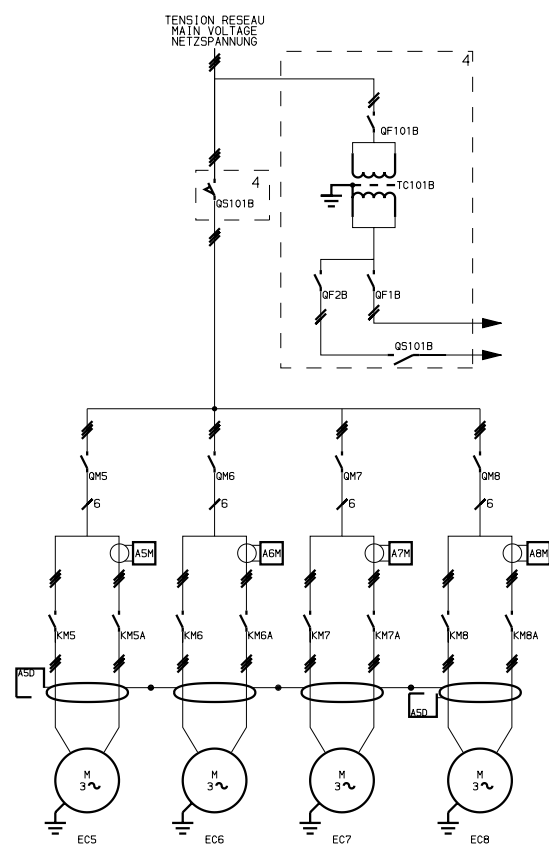 TENSION RESEAU
MAIN VOLTAGE
NETZSPANNUNG
4
QF101B
TC101B
4
QS101B
QF2B
QF1B
QS101B
QM5
QM6
QM7
QM8
6
6
6
6
A5M
A6M
A7M
A8M
KM5
KM5A
KM6
KM6A
KM7
KM7A
KM8
KM8A
A5D
A5D
M
3
M
3
M
3
M
3
EC5
EC6
EC7
EC8